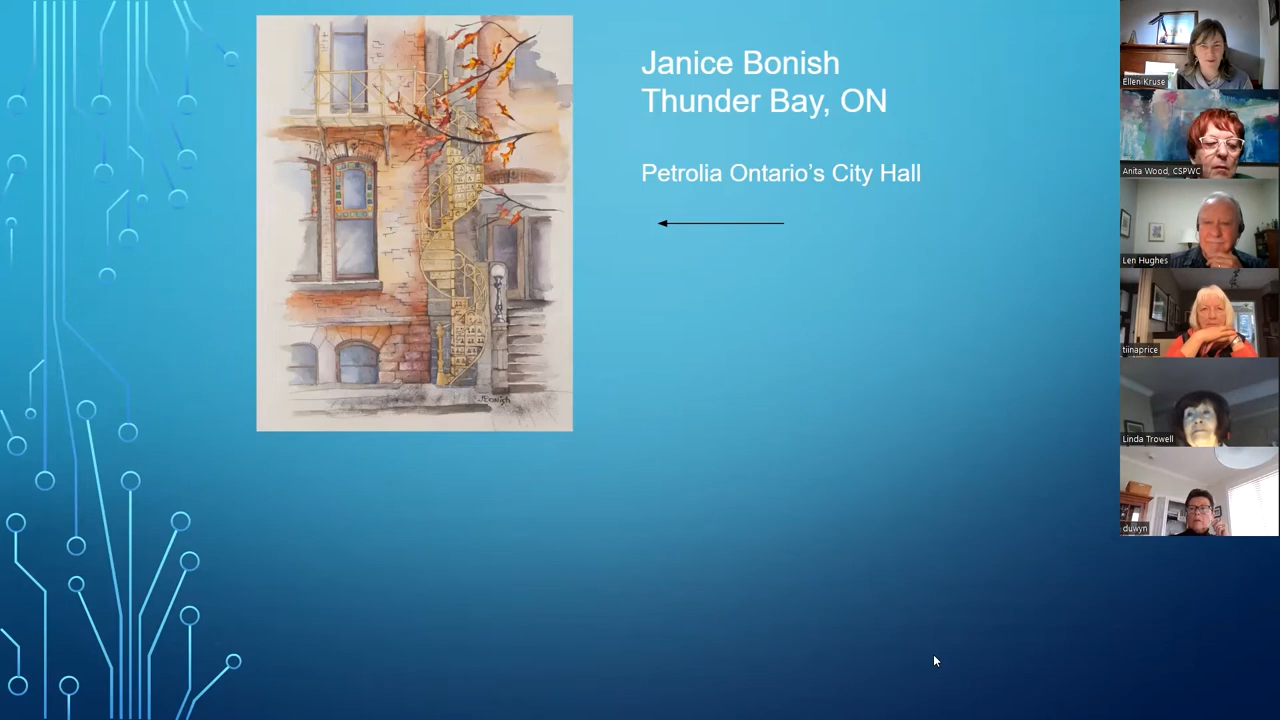 Janice Bonish
Thunder Bay, ON
Petrolia Ontario’s City Hall
J Bonish
Ellen Kruse
Anita Wood, CSPWC
Len Hughes
tiinaprice
Linda Trowell
duwyn